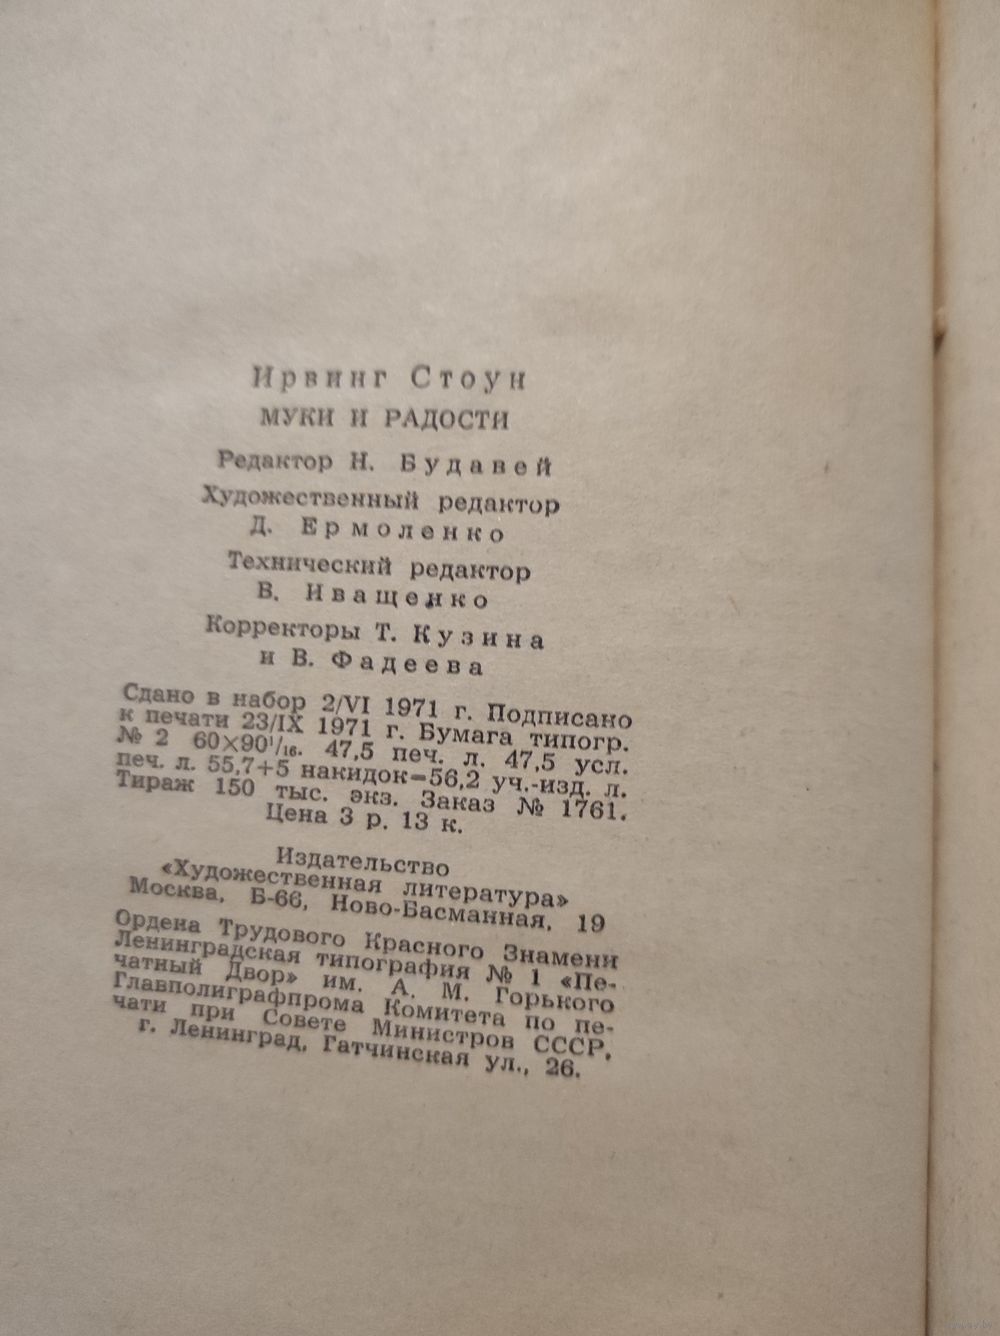 Ирвинг Стоун
МУКИ И РАДОСТИ
Редактор Н. Будавей
Художественный редактор
Д. Ермоленко
Технический редактор
В. Иващенко
Корректоры Т. Кузина
и В. Фадеева
Сдано в набор 2/VI 1971 г. Подписано
к печати 23/IX 1971 г. Бумага типогр.
№ 2 60×90¹/₁₆. 47,5 печ. л. 47,5 усл.
печ. л. 55,7+5 накидок=56,2 уч.-изд. л.
Тираж 150 тыс. экз. Заказ № 1761.
Цена 3 р. 13 к.
Издательство
«Художественная литература»
Москва, Б-66, Ново-Басманная, 19
Ордена Трудового Красного Знамени
Ленинградская типография № 1 «Пе-
чатный Двор» им. А. М. Горького
Главполиграфпрома Комитета по пе-
чати при Совете Министров СССР,
г. Ленинград, Гатчинская ул., 26.